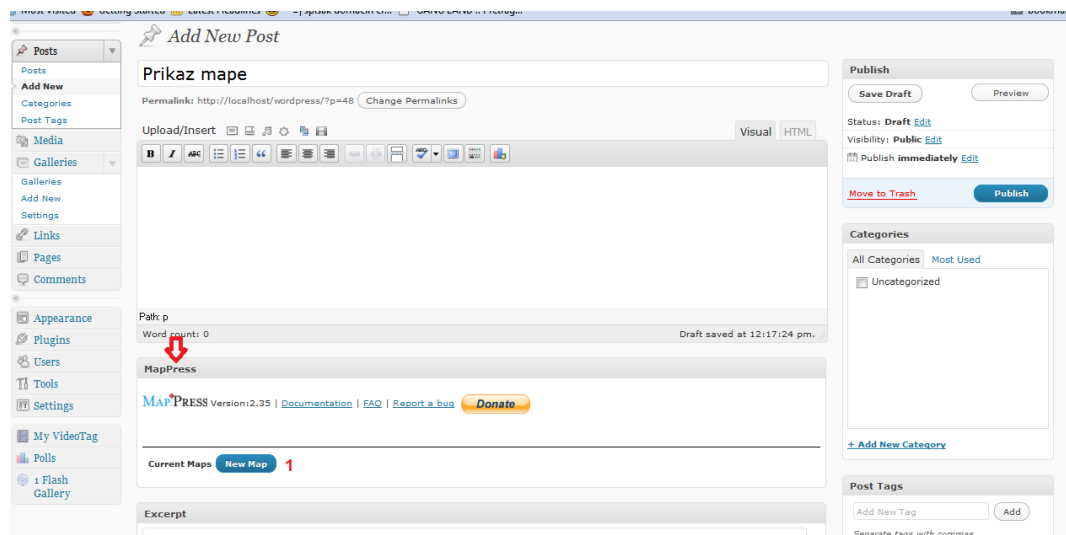 Most Visited Getting Started Latest Headlines
Add New Post
Posts
Posts
Add New
Categories
Post Tags
Media
Galleries
Galleries
Add New
Settings
Links
Pages
Comments
Appearance
Plugins
Users
Tools
Settings
My VideoTag
Polls
1 Flash
Gallery
Prikaz mape
Permalink: http://localhost/wordpress/?p=48 Change Permalinks
Upload/Insert
Visual HTML
B I ABC
ABC
Path: p
Word count: 0 Draft saved at 12:17:24 pm.
MapPress
MAPPRESS Version:2.35 | Documentation | FAQ | Report a bug Donate
Current Maps New Map 1
Excerpt
Publish
Save Draft Preview
Status: Draft Edit
Visibility: Public Edit
Publish immediately Edit
Move to Trash Publish
Categories
All Categories Most Used
Uncategorized
+ Add New Category
Post Tags
Add New Tag Add
Separate tags with commas